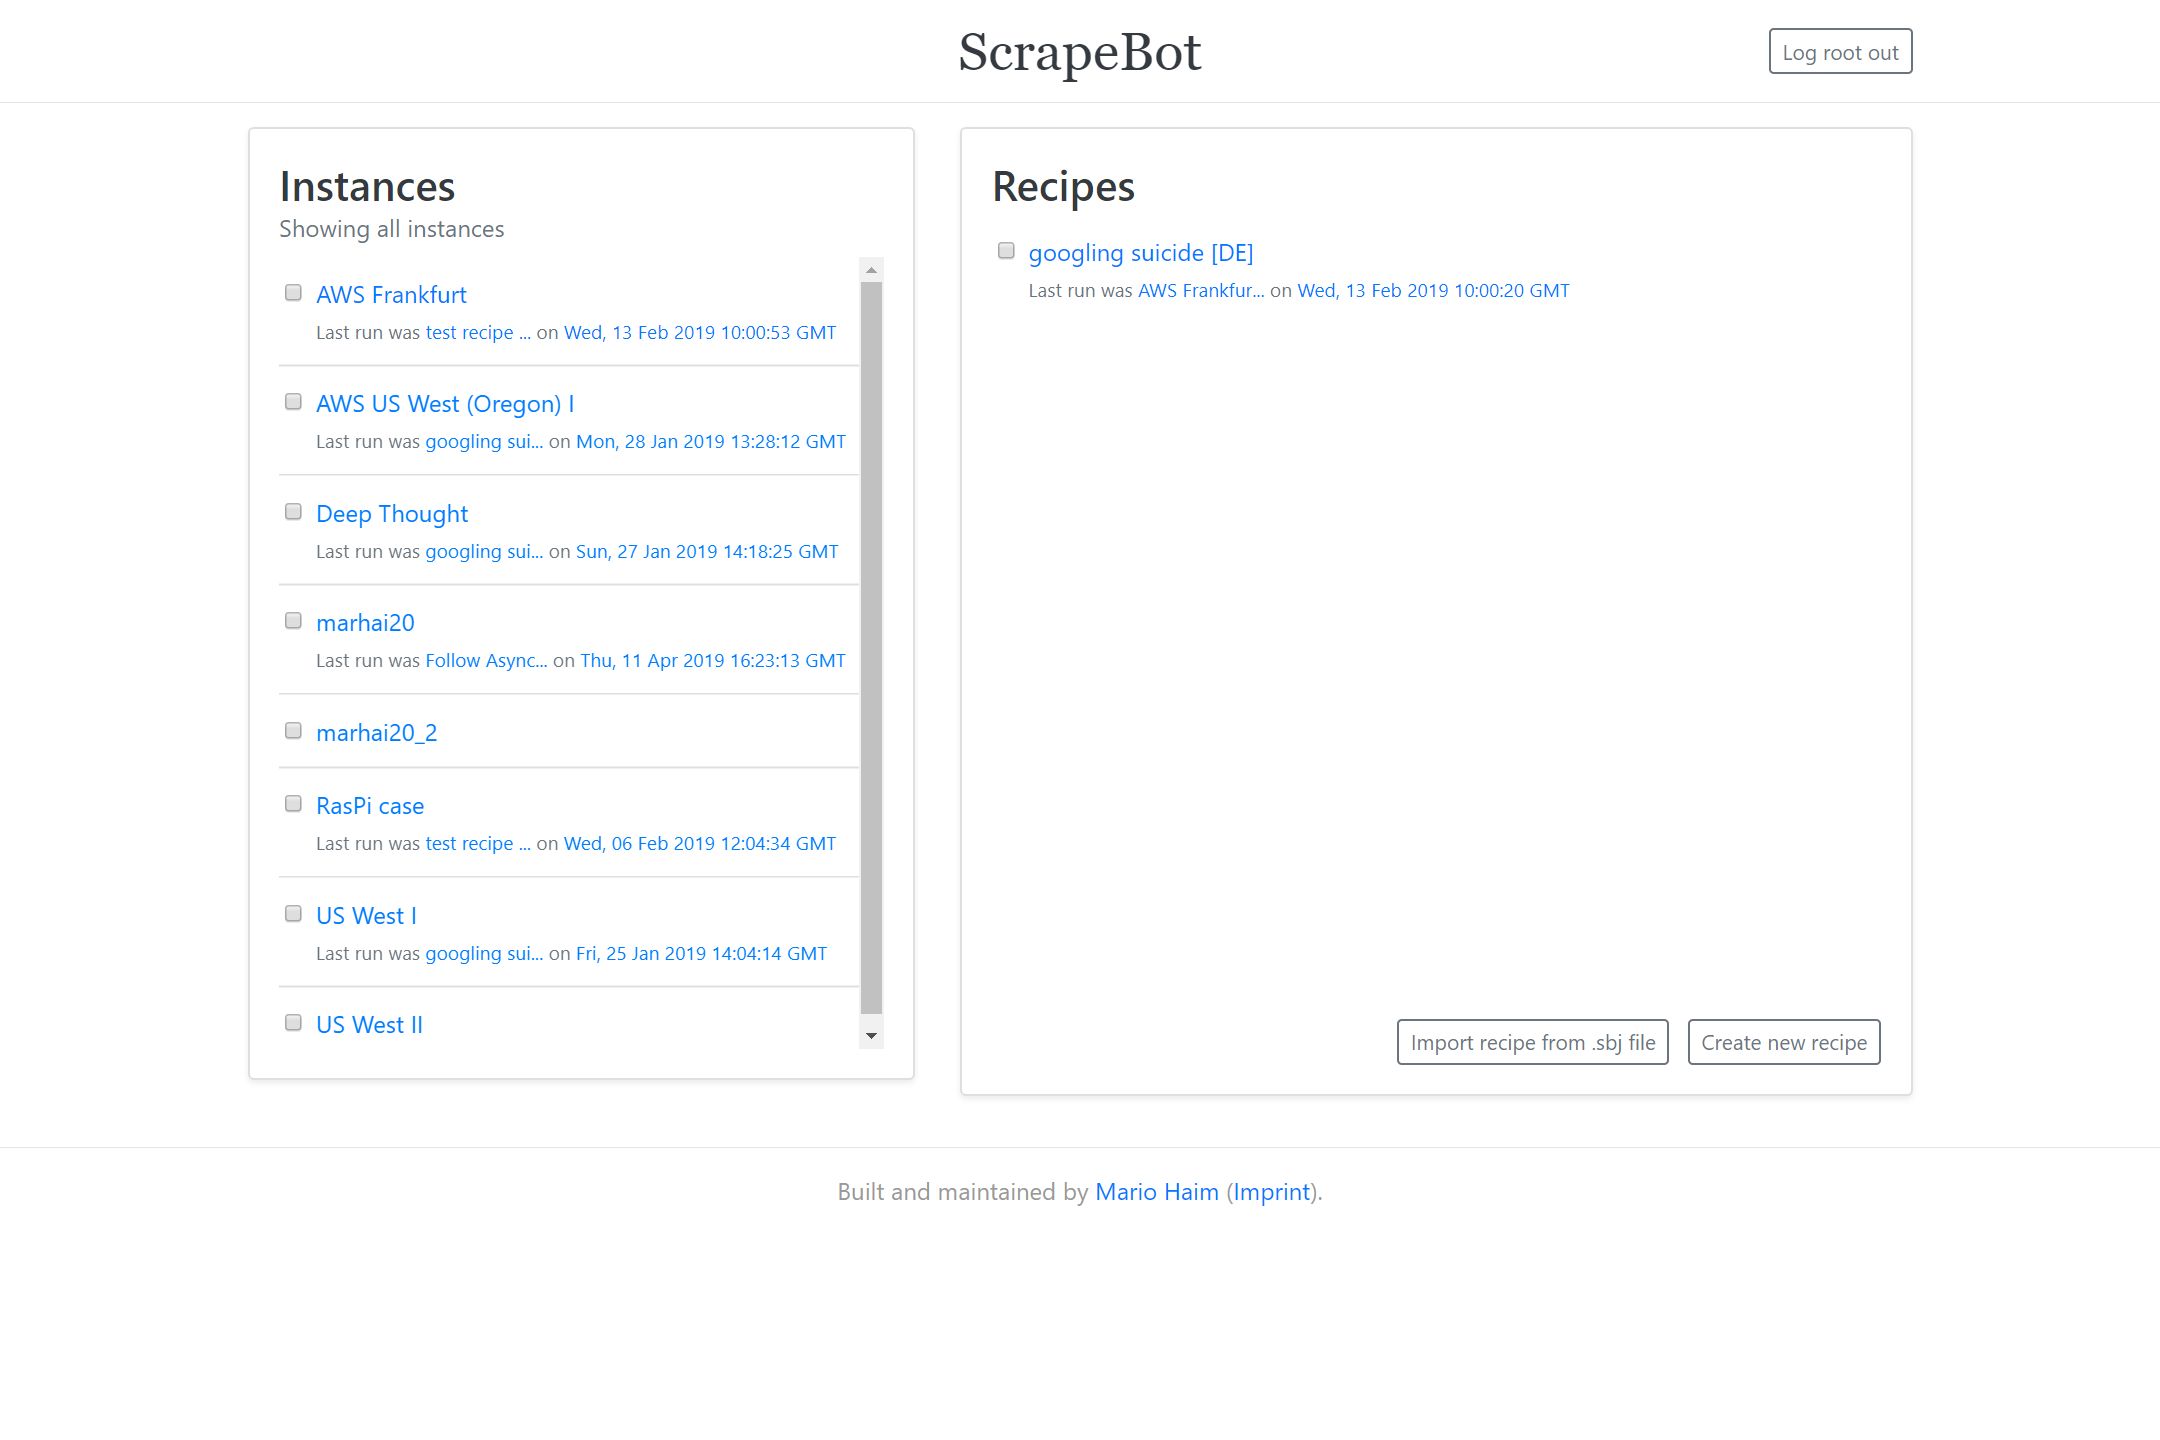 ScrapeBot
Log root out
Instances
Showing all instances
AWS Frankfurt
Last run was test recipe ... on Wed, 13 Feb 2019 10:00:53 GMT
AWS US West (Oregon) I
Last run was googling sui... on Mon, 28 Jan 2019 13:28:12 GMT
Deep Thought
Last run was googling sui... on Sun, 27 Jan 2019 14:18:25 GMT
marhai20
Last run was Follow Async... on Thu, 11 Apr 2019 16:23:13 GMT
marhai20_2
RasPi case
Last run was test recipe ... on Wed, 06 Feb 2019 12:04:34 GMT
US West I
Last run was googling sui... on Fri, 25 Jan 2019 14:04:14 GMT
US West II
Recipes
googling suicide [DE]
Last run was AWS Frankfur... on Wed, 13 Feb 2019 10:00:20 GMT
Import recipe from .sbj file
Create new recipe
Built and maintained by Mario Haim (Imprint).